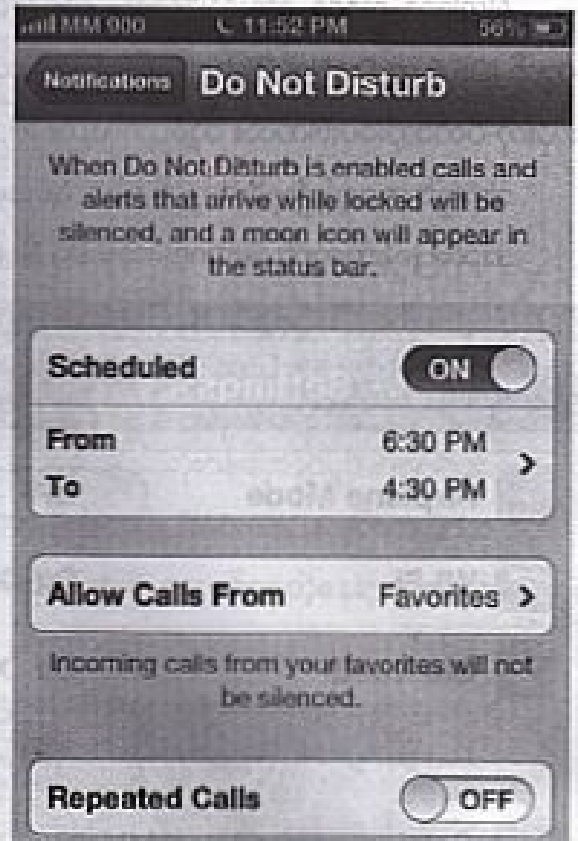 MM 000 11:52 PM 56%
Notifications Do Not Disturb
When Do Not Disturb is enabled calls and
alerts that arrive while locked will be
silenced, and a moon icon will appear in
the status bar.
Scheduled ON
From 6:30 PM
To 4:30 PM
Allow Calls From Favorites
Incoming calls from your favorites will not
be silenced.
Repeated Calls OFF